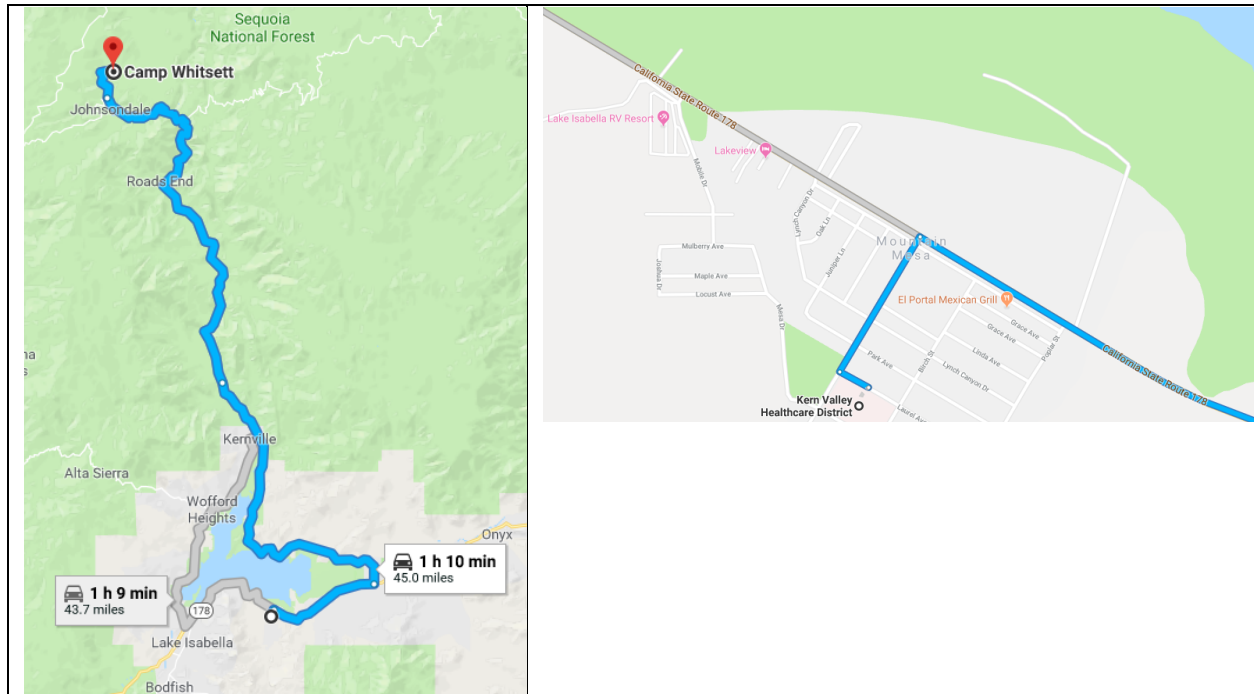 Sequoia
National Forest
Camp Whitsett
Johnsondale
Roads End
Kernville
Alta Sierra
Wofford
Heights
Onyx
1 h 10 min
45.0 miles
1 h 9 min
43.7 miles
178
Lake Isabella
Bodfish
na
s
California State Route 178
Lake Isabella RV Resort
Lakeview
Mobile Dr
Lynch Canyon Dr
Oak Ln
Juniper Ln
Mountain
Mesa
Mulberry Ave
Joshua Dr
Maple Ave
Locust Ave
Mesa Dr
El Portal Mexican Grill
Grace Ave
Grace Ave
Poplar St
Linda Ave
Birch St
Lynch Canyon Dr
Park Ave
California State Route 178
Kern Valley
Healthcare District
Laurel Ave